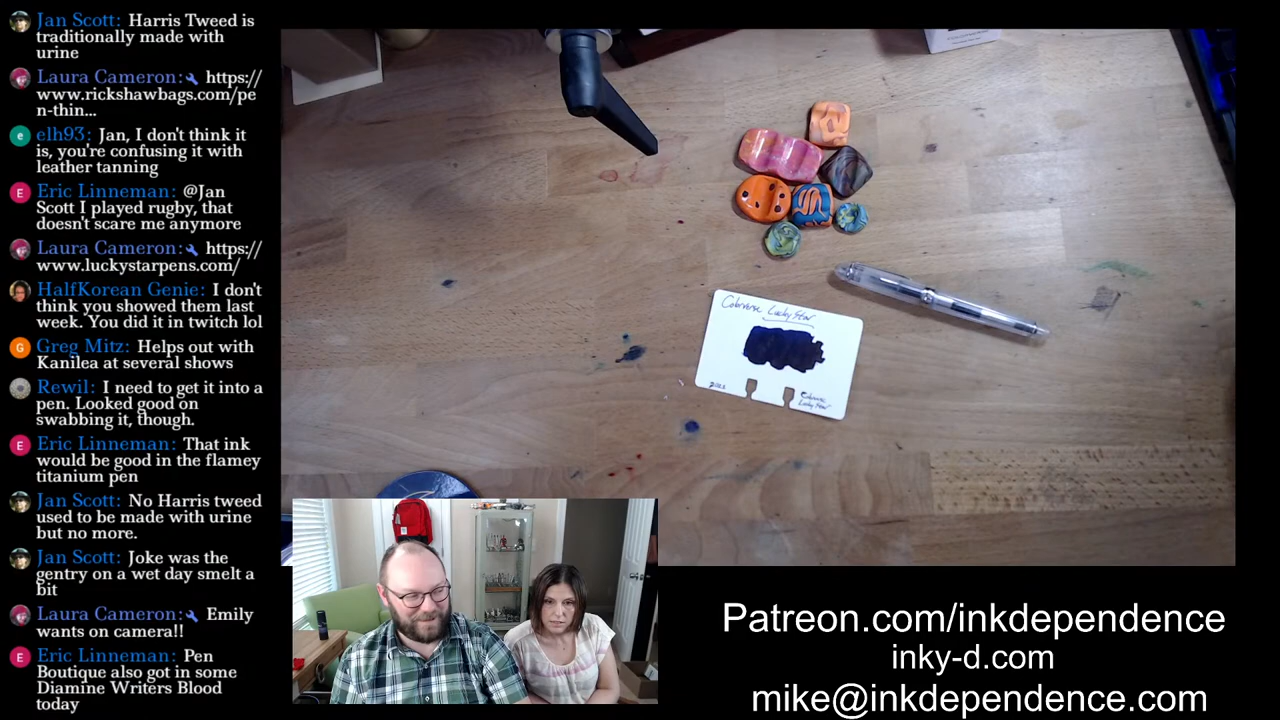 Jan Scott: Harris Tweed is
traditionally made with
urine
Laura Cameron: https://
www.rickshawbags.com/pe
n-thin...
elh93: Jan, I don't think it
is, you're confusing it with
leather tanning
Eric Linneman: @Jan
Scott I played rugby, that
doesn't scare me anymore
Laura Cameron: https://
www.luckystarpens.com/
HalfKorean Genie: I don't
think you showed them last
week. You did it in twitch lol
Greg Mitz: Helps out with
Kanilea at several shows
Rewil: I need to get it into a
pen. Looked good on
swabbing it, though.
Eric Linneman: That ink
would be good in the flamey
titanium pen
Jan Scott: No Harris tweed
used to be made with urine
but no more.
Jan Scott: Joke was the
gentry on a wet day smelt a
bit
Laura Cameron: Emily
wants on camera!!
Eric Linneman: Pen
Boutique also got in some
Diamine Writers Blood
today
e
E
E
G
E
E
Colorverse Lucky Star
Colorverse
Lucky Star
Patreon.com/inkdependence
inky-d.com
mike@inkdependence.com